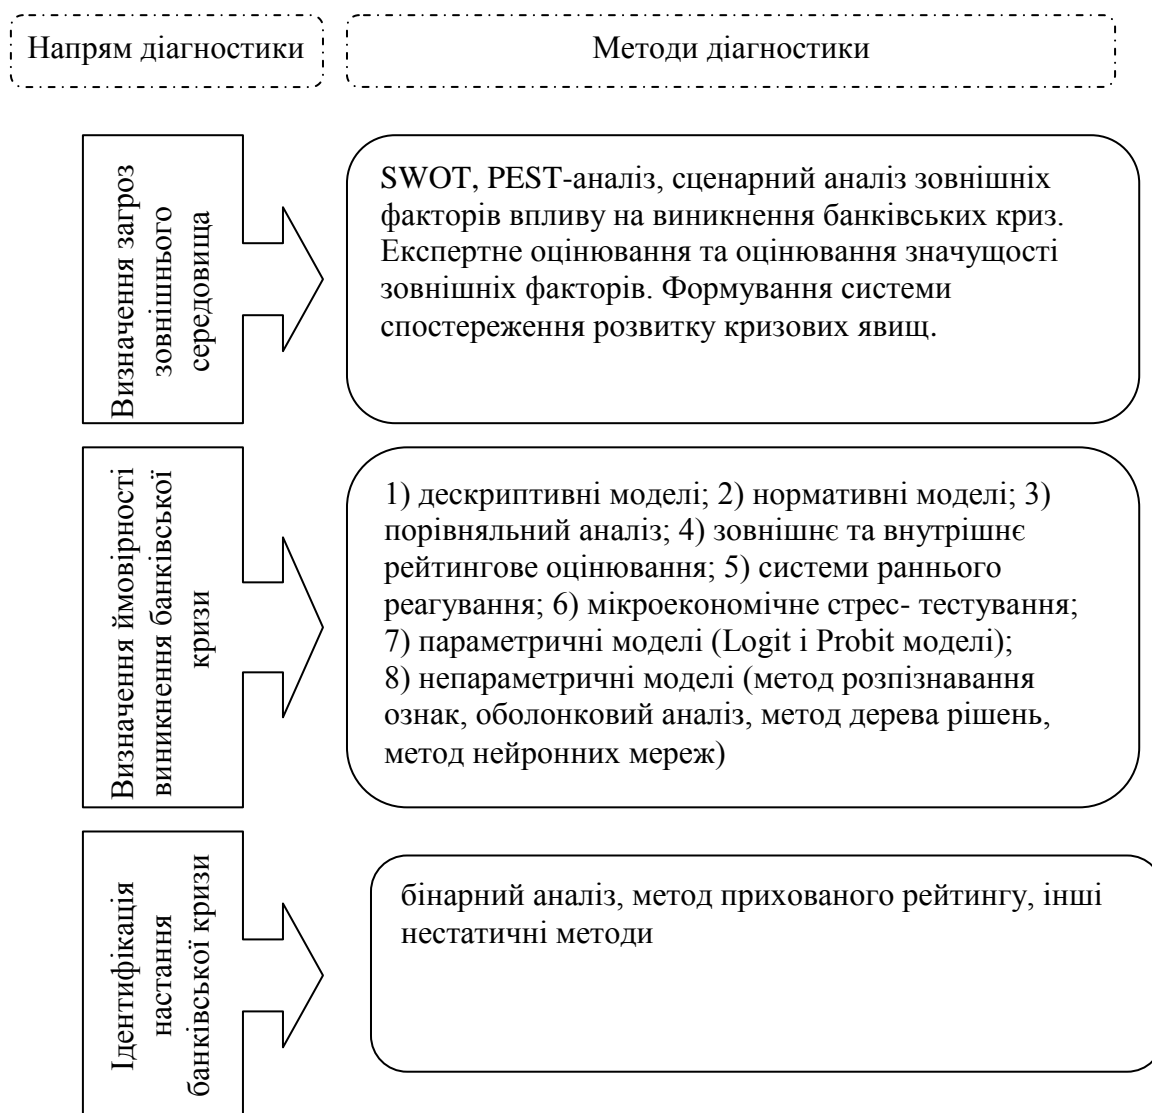 Напрям діагностики
Методи діагностики
Визначення загроз
зовнішнього
середовища
SWOT, PEST-аналіз, сценарний аналіз зовнішніх
факторів впливу на виникнення банківських криз.
Експертне оцінювання та оцінювання значущості
зовнішніх факторів. Формування системи
спостереження розвитку кризових явищ.
Визначення ймовірності
виникнення банківської
кризи
1) дескриптивні моделі; 2) нормативні моделі; 3)
порівняльний аналіз; 4) зовнішнє та внутрішнє
рейтингове оцінювання; 5) системи раннього
реагування; 6) мікроекономічне стрес- тестування;
7) параметричні моделі (Logit і Probit моделі);
8) непараметричні моделі (метод розпізнавання
ознак, оболонковий аналіз, метод дерева рішень,
метод нейронних мереж)
Ідентифікація
настання
банківської кризи
бінарний аналіз, метод прихованого рейтингу, інші
нестатичні методи